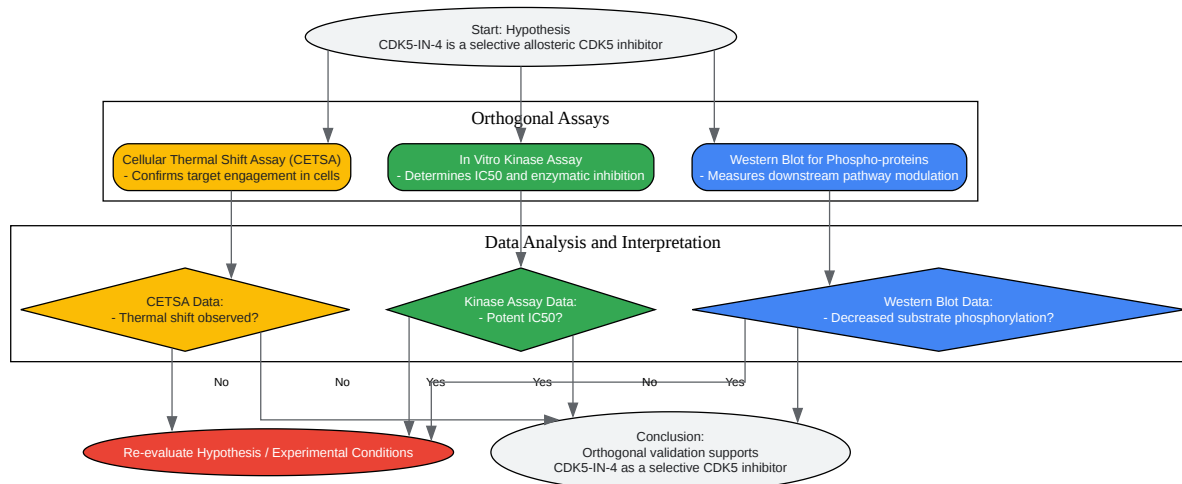 Start: Hypothesis
CDK5-IN-4 is a selective allosteric CDK5 inhibitor
Orthogonal Assays
Cellular Thermal Shift Assay (CETSA)
- Confirms target engagement in cells
In Vitro Kinase Assay
- Determines IC50 and enzymatic inhibition
Western Blot for Phospho-proteins
- Measures downstream pathway modulation
Data Analysis and Interpretation
CETSA Data:
- Thermal shift observed?
Kinase Assay Data:
- Potent IC50?
Western Blot Data:
- Decreased substrate phosphorylation?
No
No
Yes
Yes
No
Yes
Re-evaluate Hypothesis / Experimental Conditions
Conclusion:
Orthogonal validation supports
CDK5-IN-4 as a selective CDK5 inhibitor